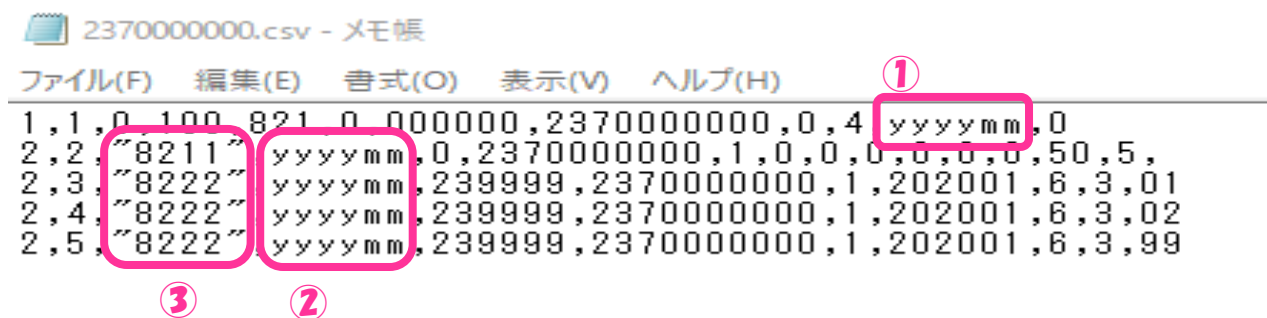 2370000000.csv - メモ帳
ファイル(F) 編集(E) 書式(O) 表示(V) ヘルプ(H)
①
1,1,0,100,821,0,000000,2370000000,0,4,yyyymm,0
2,2,"8211",yyyymm,0,2370000000,1,0,0,0,0,0,0,50,5,
2,3,"8222",yyyymm,239999,2370000000,1,202001,6,3,01
2,4,"8222",yyyymm,239999,2370000000,1,202001,6,3,02
2,5,"8222",yyyymm,239999,2370000000,1,202001,6,3,99
③ ②